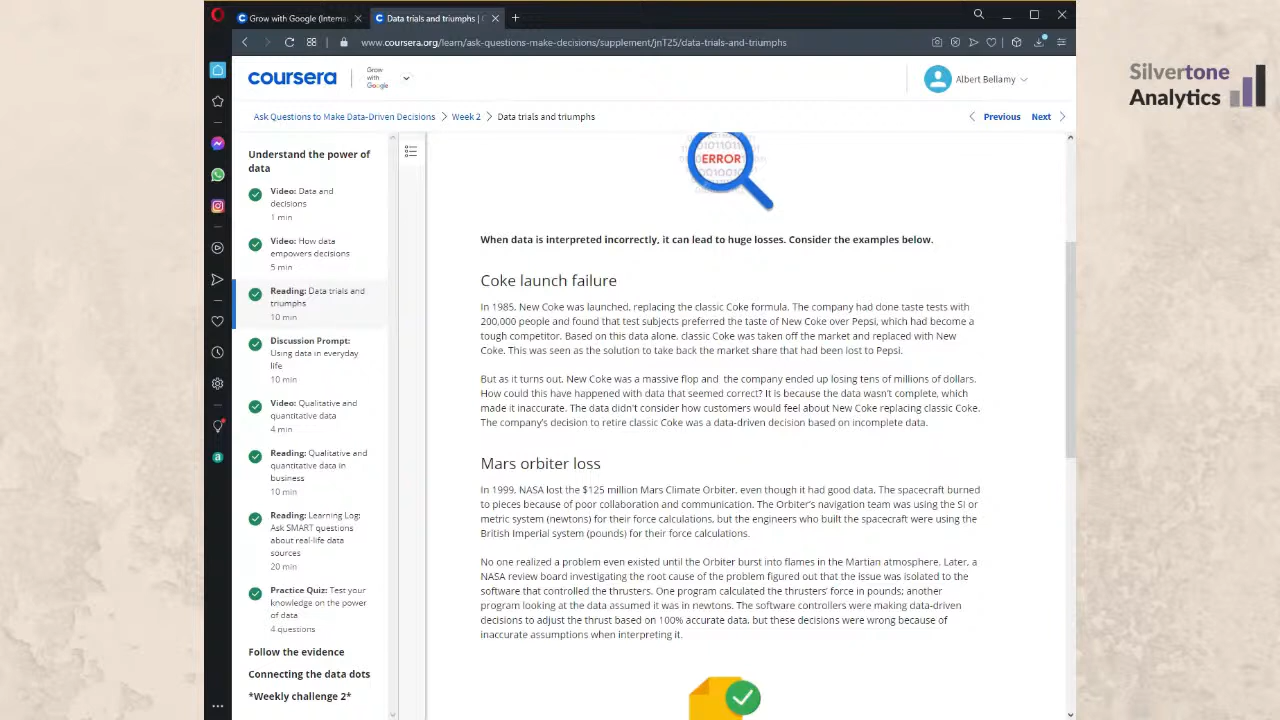 Grow with Google (Interna
Data trials and triumphs | (
www.coursera.org/learn/ask-questions-make-decisions/supplement/jnT25/data-trials-and-triumphs
Silvertone
Analytics
coursera
Grow
with
Google
Albert Bellamy
Ask Questions to Make Data-Driven Decisions
Week 2
Data trials and triumphs
Previous
Next
Understand the power of
data
Video: Data and
decisions
1 min
Video: How data
empowers decisions
5 min
Reading: Data trials and
triumphs
10 min
Discussion Prompt:
Using data in everyday
life
10 min
Video: Qualitative and
quantitative data
4 min
Reading: Qualitative and
quantitative data in
business
10 min
Reading: Learning Log:
Ask SMART questions
about real-life data
sources
20 min
Practice Quiz: Test your
knowledge on the power
of data
4 questions
Follow the evidence
Connecting the data dots
*Weekly challenge 2*
ERROR
When data is interpreted incorrectly, it can lead to huge losses. Consider the examples below.
Coke launch failure
In 1985, New Coke was launched, replacing the classic Coke formula. The company had done taste tests with
200,000 people and found that test subjects preferred the taste of New Coke over Pepsi, which had become a
tough competitor. Based on this data alone, classic Coke was taken off the market and replaced with New
Coke. This was seen as the solution to take back the market share that had been lost to Pepsi.
But as it turns out, New Coke was a massive flop and the company ended up losing tens of millions of dollars.
How could this have happened with data that seemed correct? It is because the data wasn't complete, which
made it inaccurate. The data didn't consider how customers would feel about New Coke replacing classic Coke.
The company's decision to retire classic Coke was a data-driven decision based on incomplete data.
Mars orbiter loss
In 1999, NASA lost the $125 million Mars Climate Orbiter, even though it had good data. The spacecraft burned
to pieces because of poor collaboration and communication. The Orbiter's navigation team was using the SI or
metric system (newtons) for their force calculations, but the engineers who built the spacecraft were using the
British Imperial system (pounds) for their force calculations.
No one realized a problem even existed until the Orbiter burst into flames in the Martian atmosphere. Later, a
NASA review board investigating the root cause of the problem figured out that the issue was isolated to the
software that controlled the thrusters. One program calculated the thrusters' force in pounds; another
program looking at the data assumed it was in newtons. The software controllers were making data-driven
decisions to adjust the thrust based on 100% accurate data, but these decisions were wrong because of
inaccurate assumptions when interpreting it.